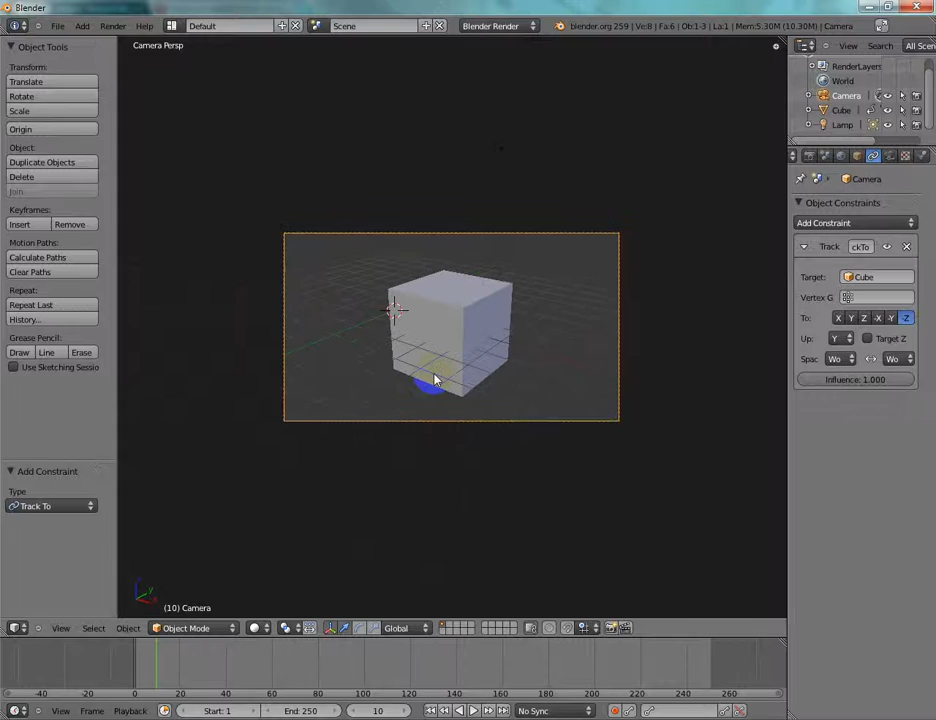 Blender
File Add Render Help Default Scene Blender Render blender.org 259 | Ve:8 | Fa:6 | Ob:1-3 | La:1 | Mem:5.30M (10.30M) | Camera
Object Tools
Transform:
Translate
Rotate
Scale
Origin
Object:
Duplicate Objects
Delete
Join
Keyframes:
Insert Remove
Motion Paths:
Calculate Paths
Clear Paths
Repeat:
Repeat Last
History...
Grease Pencil:
Draw Line Erase
Use Sketching Sessio
Add Constraint
Type
Track To
Camera Persp
(10) Camera
View Search All Scen
RenderLayers
World
Camera
Cube
Lamp
Camera
Object Constraints
Add Constraint
Track ckTo
Target: Cube
Vertex G
To: X Y Z -X -Y -Z
Up: Y Target Z
Spac Wo Wo
Influence: 1.000
View Select Object Object Mode Global
-40 -20 0 20 40 60 80 100 120 140 160 180 200 220 240 260
View Frame Playback Start: 1 End: 250 10 No Sync